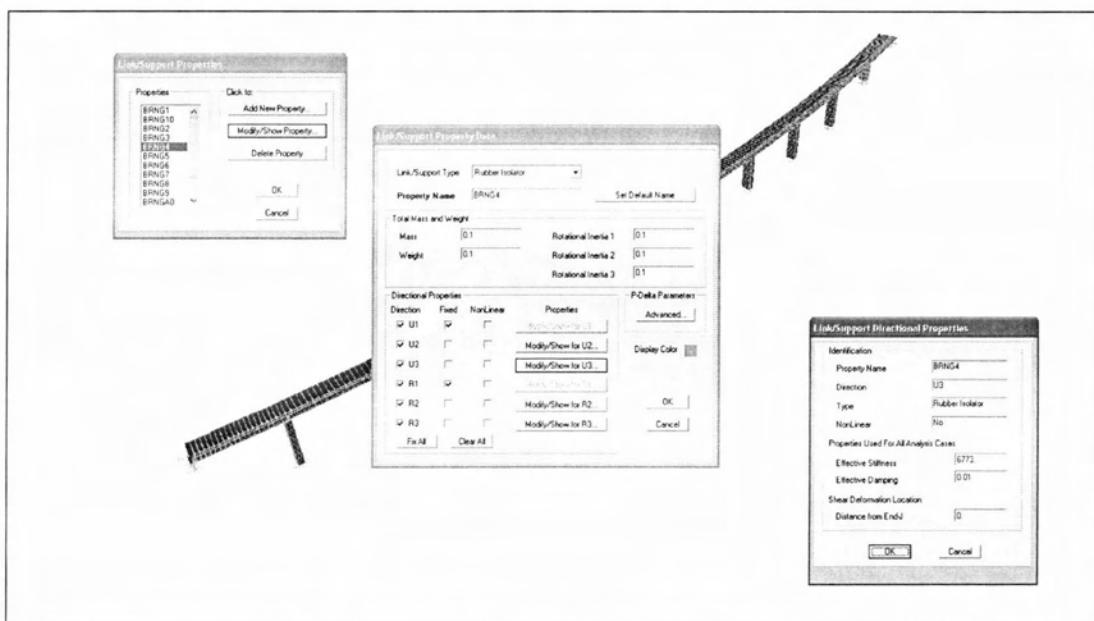 Link/Support Properties
Properties
Click to:
BRNG1
BRNG10
BRNG2
BRNG3
BRNG4
BRNG5
BRNG6
BRNG7
BRNG8
BRNG9
BRNGA0
Add New Property...
Modify/Show Property...
Delete Property
OK
Cancel
Link/Support Property Data
Link/Support Type Rubber Isolator
Property Name BRNG4 Set Default Name
Total Mass and Weight
Mass 0.1 Rotational Inertia 1 0.1
Weight 0.1 Rotational Inertia 2 0.1
Rotational Inertia 3 0.1
Directional Properties
P-Delta Parameters
Direction Fixed NonLinear Properties
Advanced...
U1
U2 Modify/Show for U2...
Display Color
U3 Modify/Show for U3...
R1
R2 Modify/Show for R2...
OK
R3 Modify/Show for R3...
Cancel
Fix All Clear All
Link/Support Directional Properties
Identification
Property Name BRNG4
Direction U3
Type Rubber Isolator
NonLinear No
Properties Used For All Analysis Cases
Effective Stiffness 6773.
Effective Damping 0.01
Shear Deformation Location
Distance from End-J 0.
OK Cancel